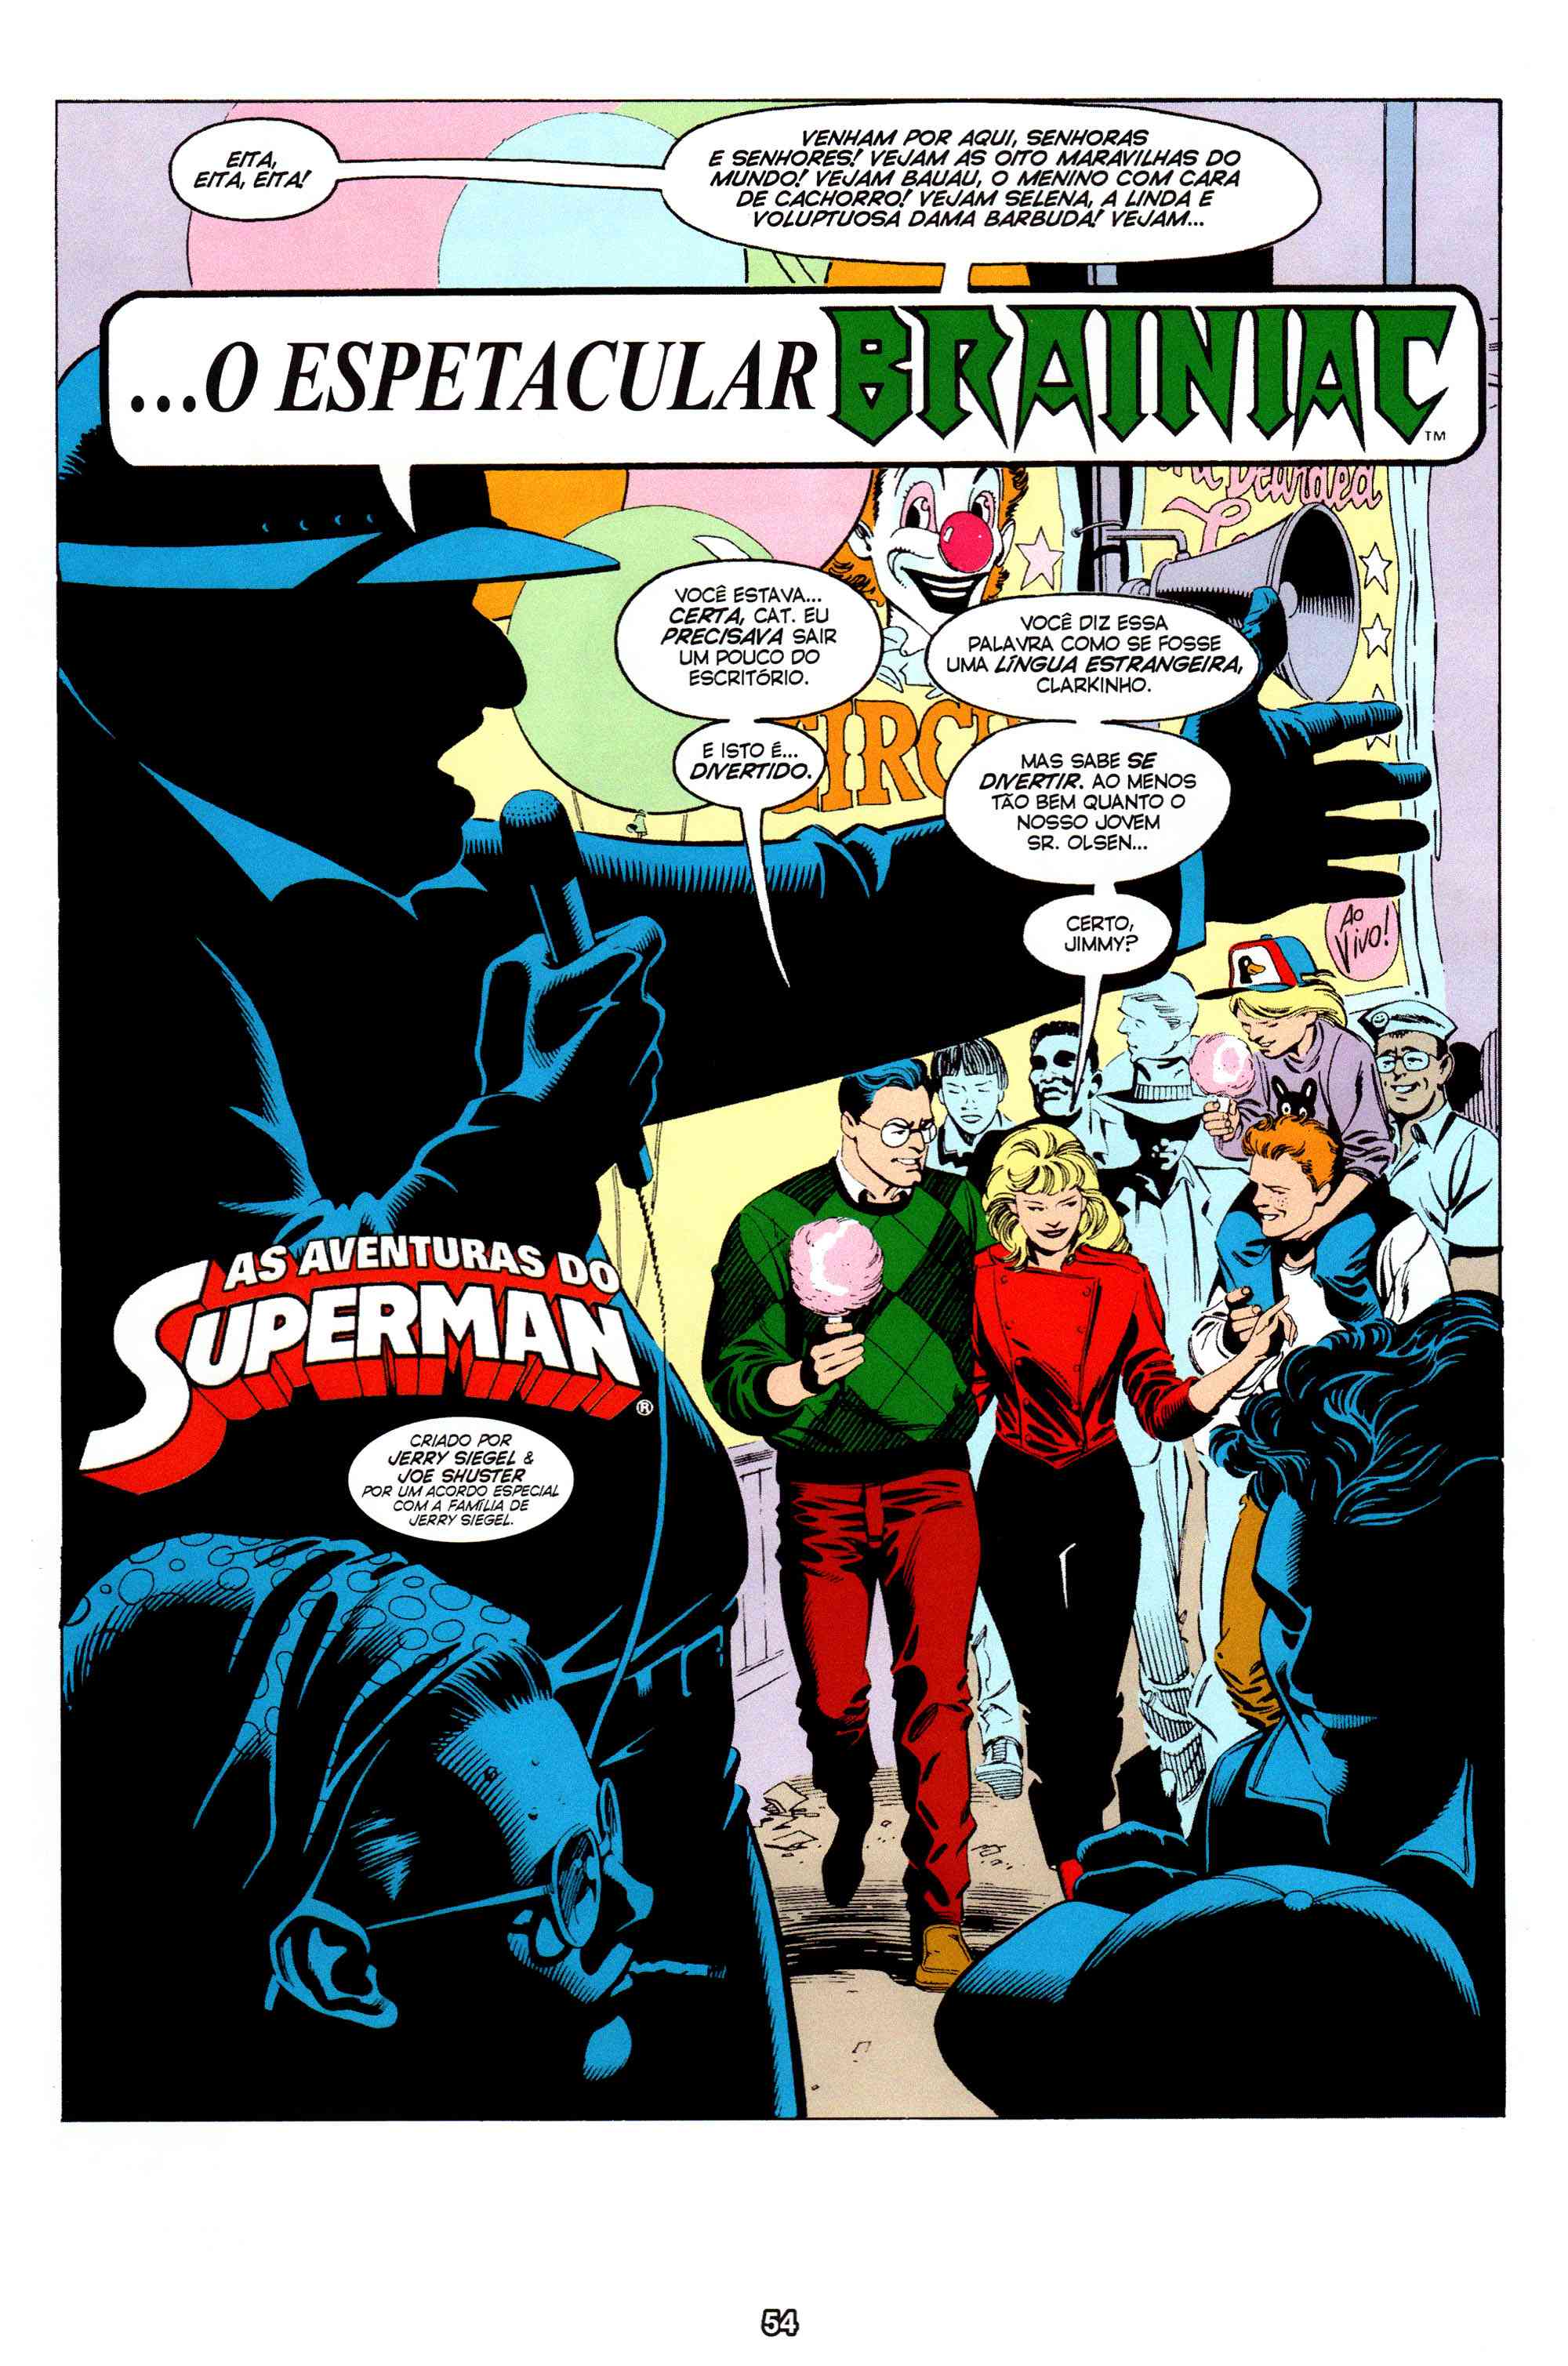 EITA,
EITA, EITA!
VENHAM POR AQUI, SENHORAS
E SENHORES! VEJAM AS OITO MARAVILHAS DO
MUNDO! VEJAM BAUAU, O MENINO COM CARA
DE CACHORRO! VEJAM SELENA, A LINDA E
VOLUPTUOSA DAMA BARBUDA! VEJAM...
...O ESPETACULAR BRAINIAC
TM
Bearded
VOCÊ ESTAVA...
CERTA, CAT. EU
PRECISAVA SAIR
UM POUCO DO
ESCRITÓRIO.
E ISTO É...
DIVERTIDO.
VOCÊ DIZ ESSA
PALAVRA COMO SE FOSSE
UMA LÍNGUA ESTRANGEIRA,
CLARKINHO.
MAS SABE SE
DIVERTIR. AO MENOS
TÃO BEM QUANTO O
NOSSO JOVEM
SR. OLSEN...
CERTO,
JIMMY?
CIRCU
Ao
Vivo!
AS AVENTURAS DO
SUPERMAN®
CRIADO POR
JERRY SIEGEL &
JOE SHUSTER
POR UM ACORDO ESPECIAL
COM A FAMÍLIA DE
JERRY SIEGEL.
54